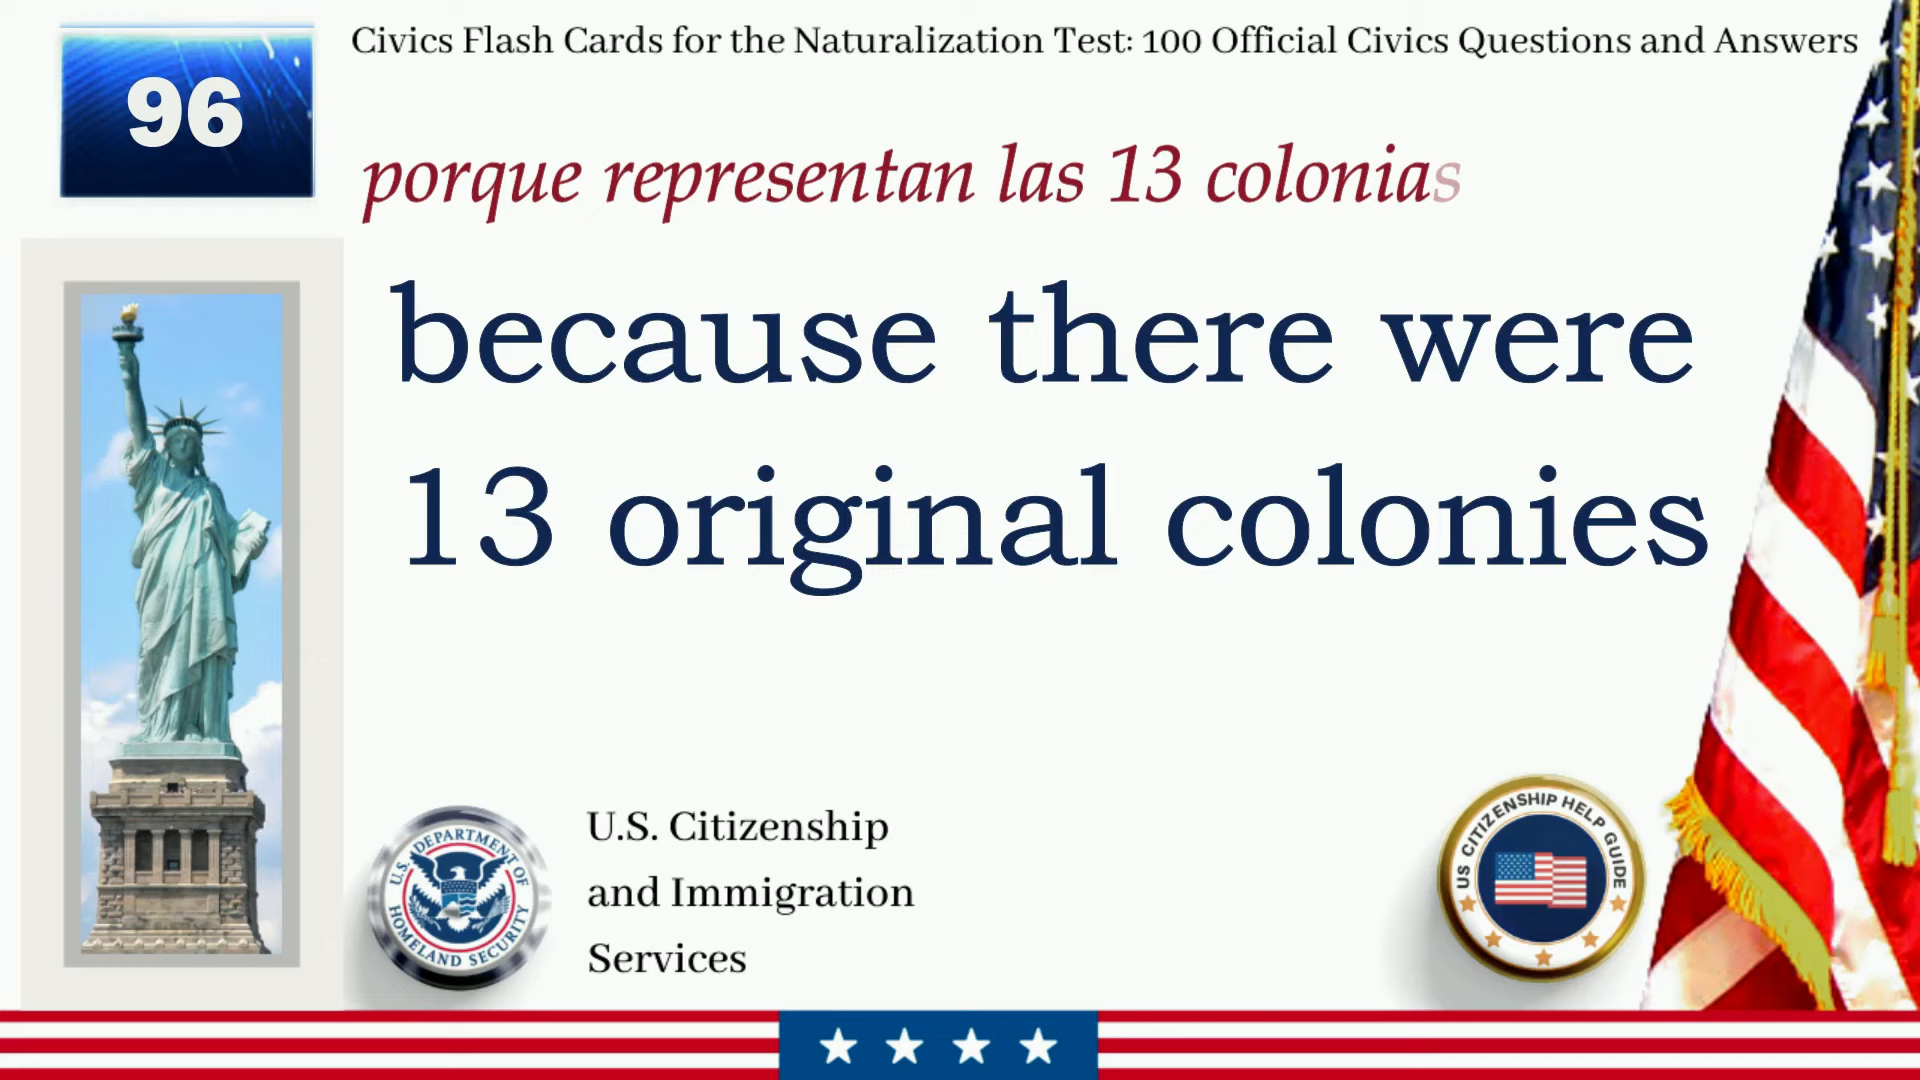 Civics Flash Cards for the Naturalization Test: 100 Official Civics Questions and Answers
96
porque representan las 13 colonias
because there were
13 original colonies
U.S. DEPARTMENT OF
HOMELAND SECURITY
U.S. Citizenship
and Immigration
Services
US CITIZENSHIP HELP GUIDE